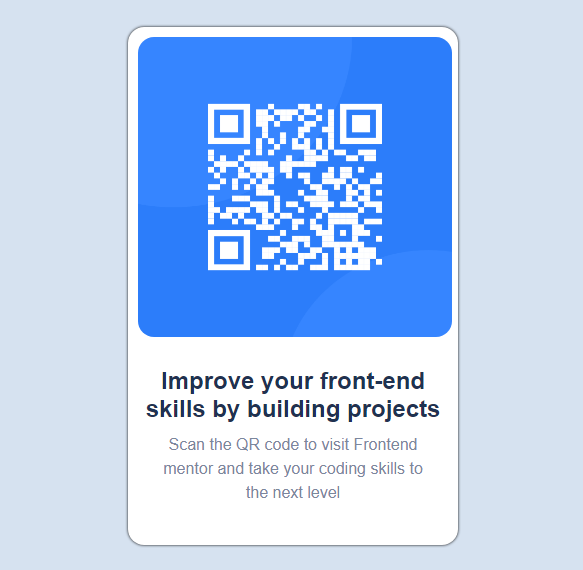 Improve your front-end
skills by building projects
Scan the QR code to visit Frontend
mentor and take your coding skills to
the next level